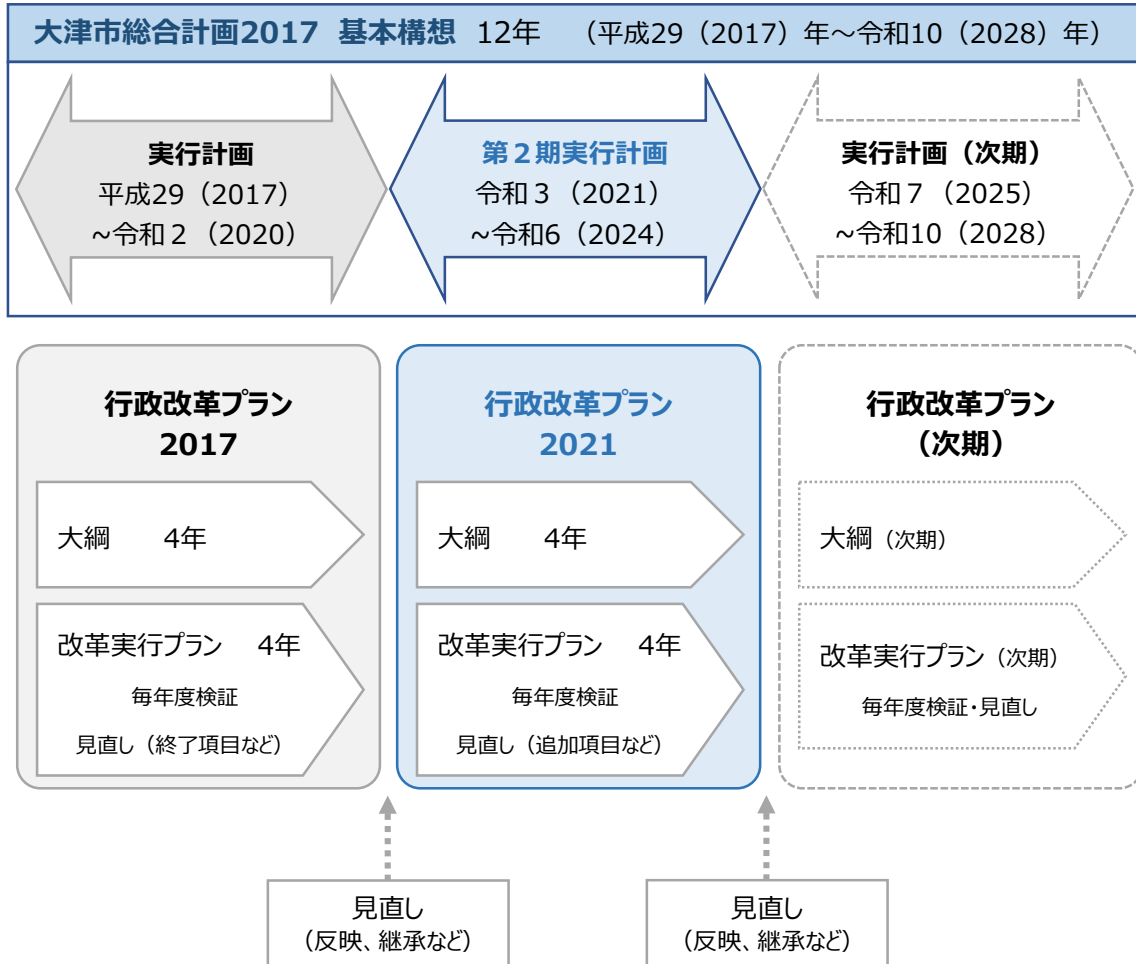 大津市総合計画2017 基本構想 12年 （平成29（2017）年～令和10（2028）年）
実行計画
平成29（2017）
~令和２（2020）
第２期実行計画
令和３（2021）
~令和6（2024）
実行計画（次期）
令和７（2025）
~令和10（2028）
行政改革プラン
2017
大綱 4年
改革実行プラン 4年
毎年度検証
見直し（終了項目など）
行政改革プラン
2021
大綱 4年
改革実行プラン 4年
毎年度検証
見直し（追加項目など）
行政改革プラン
（次期）
大綱（次期）
改革実行プラン（次期）
毎年度検証・見直し
見直し
（反映、継承など）
見直し
（反映、継承など）